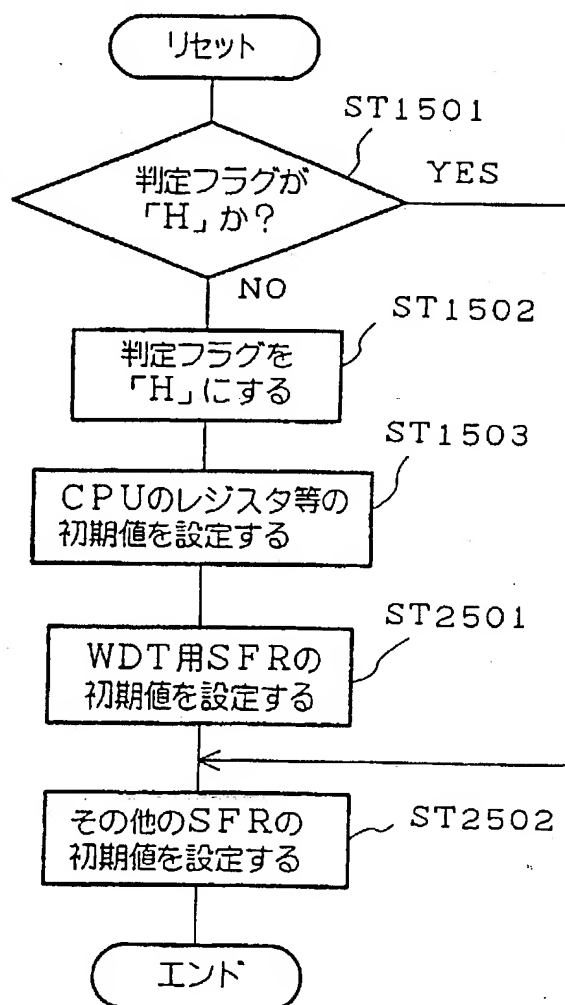 リセット
ST1501
判定フラグが
「H」か?
YES
NO
ST1502
判定フラグを
「H」にする
ST1503
CPUのレジスタ等の
初期値を設定する
ST2501
WDT用SFRの
初期値を設定する
その他のSFRの
初期値を設定する
ST2502
エンド